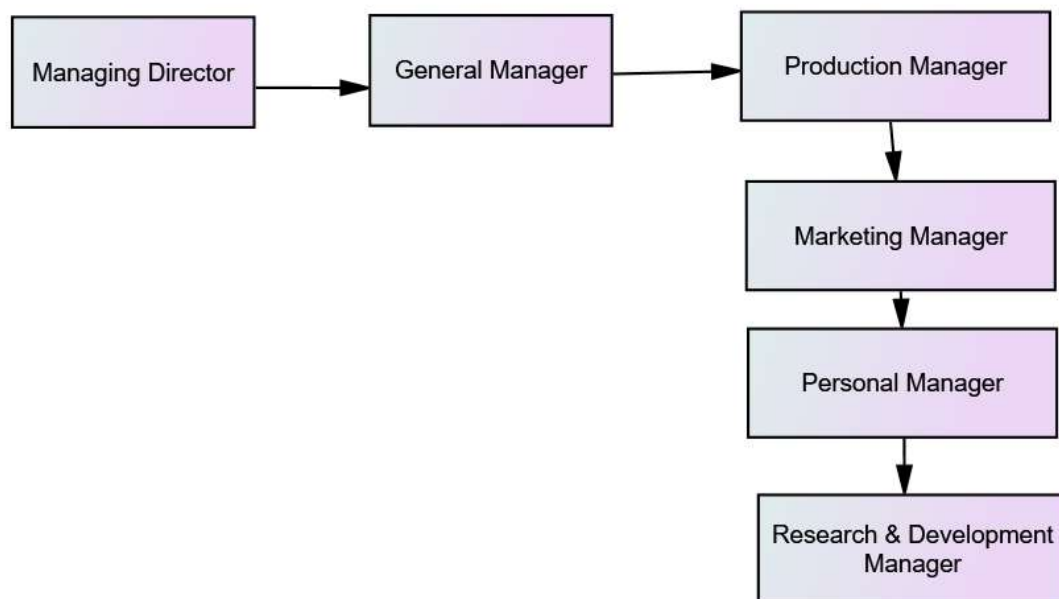 Managing Director
General Manager
Production Manager
Marketing Manager
Personal Manager
Research & Development
Manager